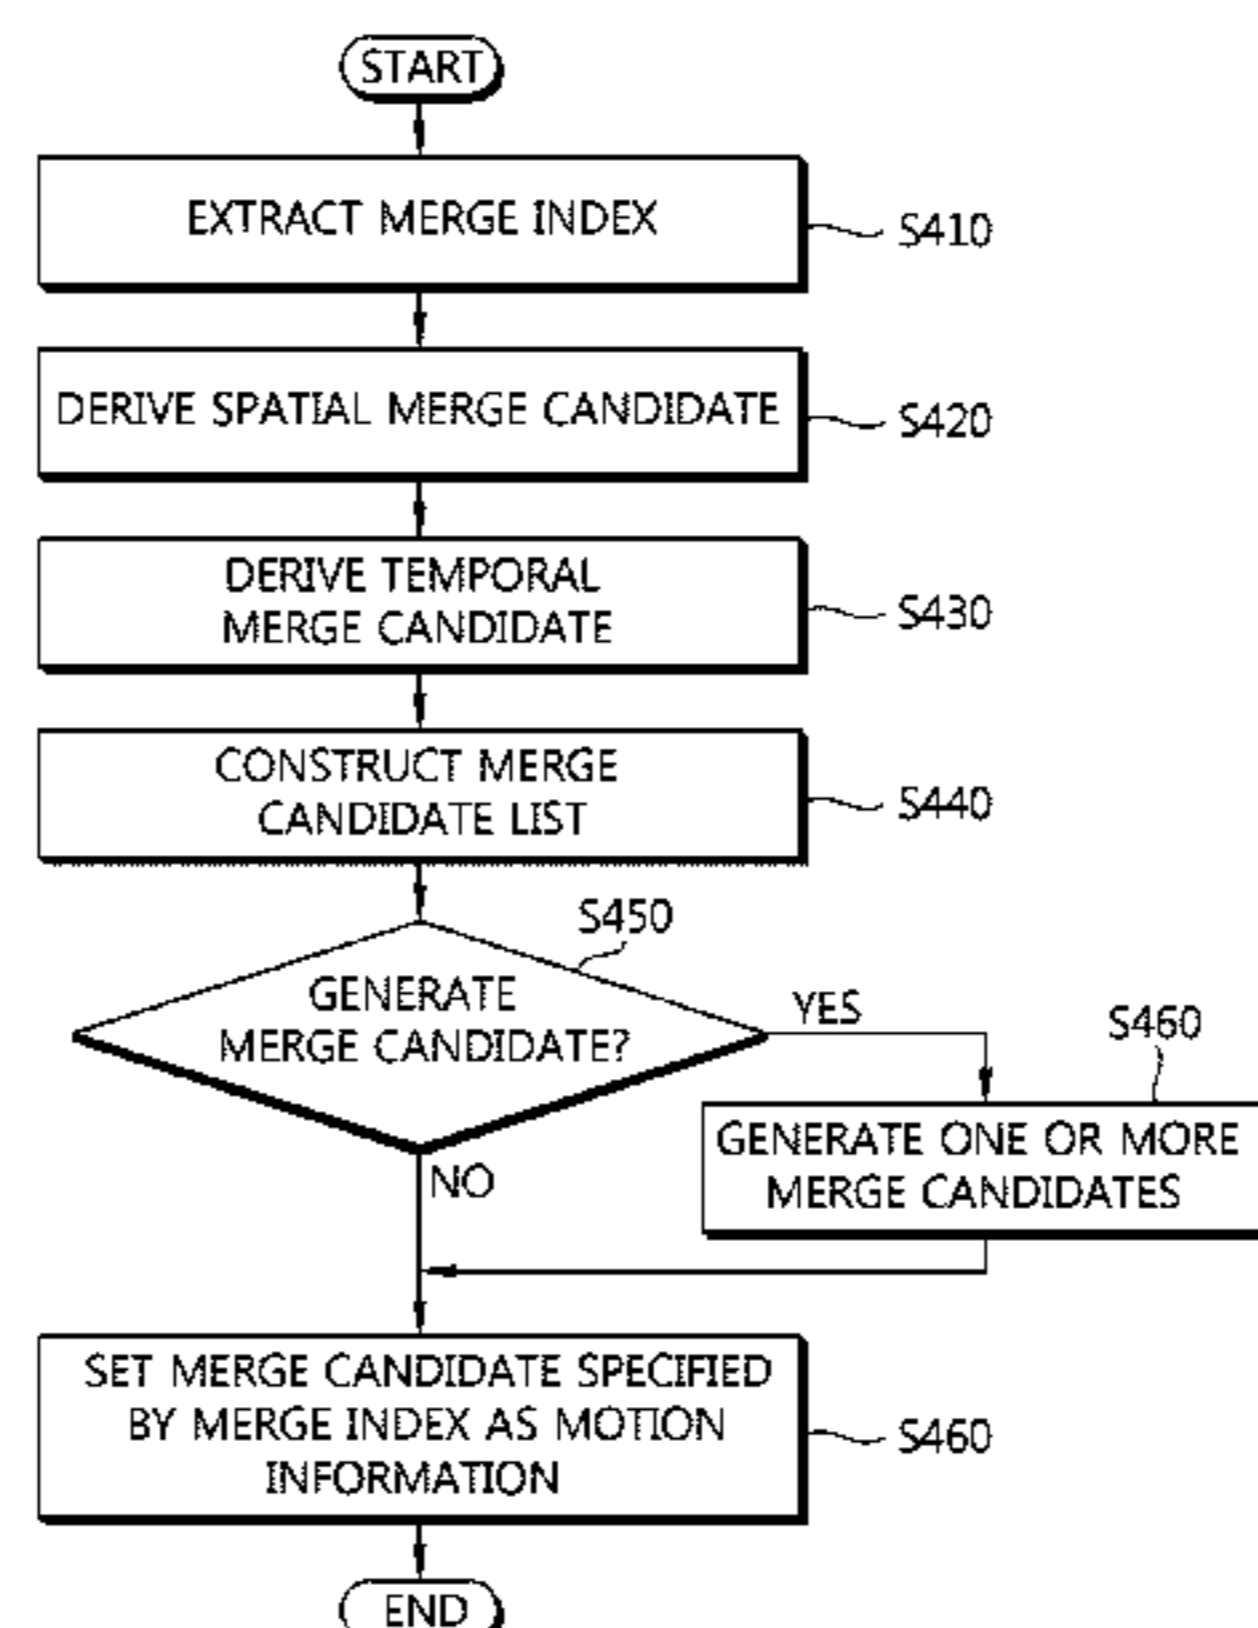 START
EXTRACT MERGE INDEX
S410
DERIVE SPATIAL MERGE CANDIDATE
S420
DERIVE TEMPORAL
MERGE CANDIDATE
S430
CONSTRUCT MERGE
CANDIDATE LIST
S440
S450
GENERATE
MERGE CANDIDATE?
YES
S460
GENERATE ONE OR MORE
MERGE CANDIDATES
NO
SET MERGE CANDIDATE SPECIFIED
BY MERGE INDEX AS MOTION
INFORMATION
S460
END